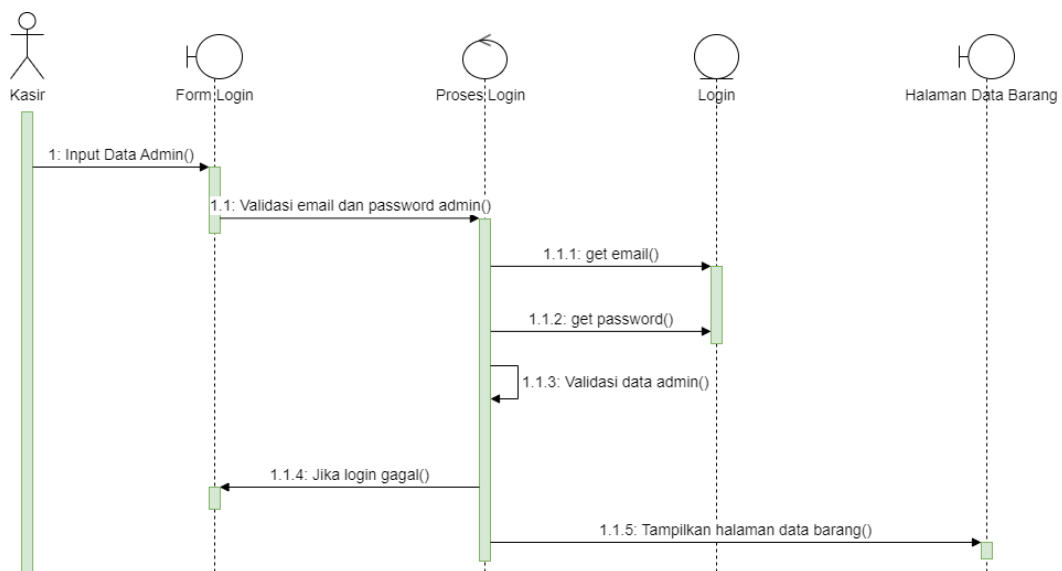 Kasir
Form Login
Proses Login
Login
Halaman Data Barang
1: Input Data Admin()
1.1: Validasi email dan password admin()
1.1.1: get email()
1.1.2: get password()
1.1.3: Validasi data admin()
1.1.4: Jika login gagal()
1.1.5: Tampilkan halaman data barang()